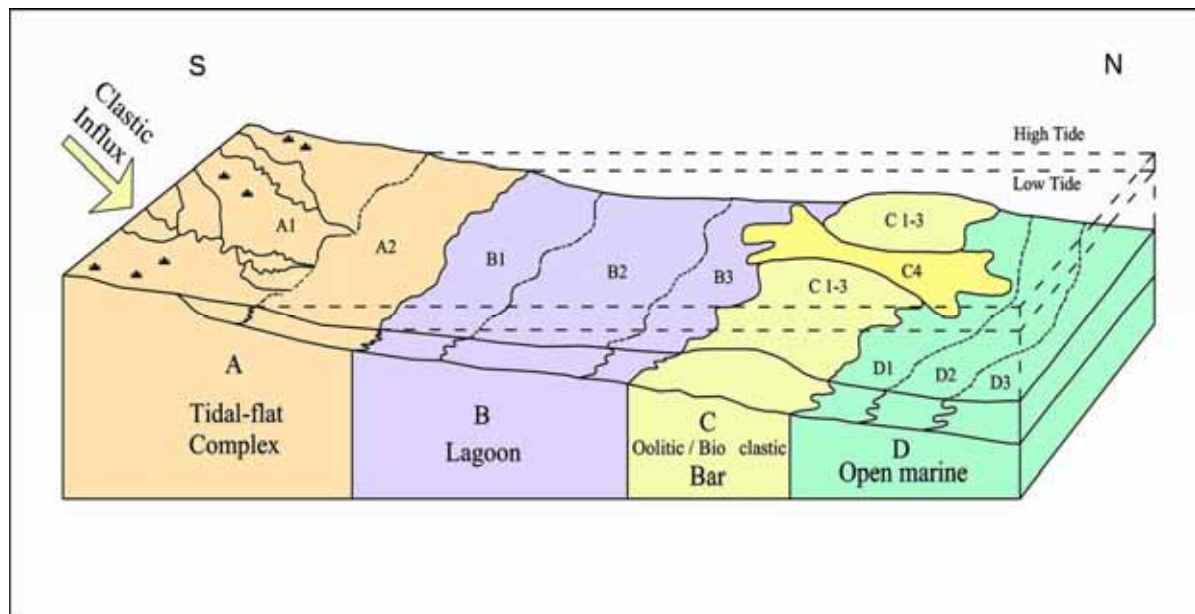 S
N
Clastic
Influx
High Tide
Low Tide
A1
A2
B1
B2
B3
C 1-3
C4
C 1-3
D1
D2
D3
A
Tidal-flat
Complex
B
Lagoon
C
Oolitic / Bio clastic
Bar
D
Open marine